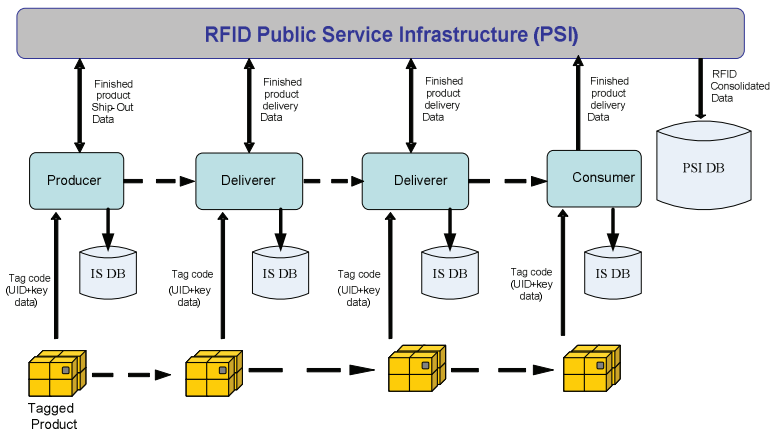 RFID Public Service Infrastructure (PSI)
Finished
product
Ship-Out
Data
Finished
product
delivery
Data
Finished
product
delivery
Data
Finished
product
delivery
Data
RFID
Consolidated
Data
Producer
Deliverer
Deliverer
Consumer
PSI DB
IS DB
IS DB
IS DB
IS DB
Tag code
(UID+key
data)
Tag code
(UID+key
data)
Tag code
(UID+key
data)
Tag code
(UID+key
data)
Tagged
Product